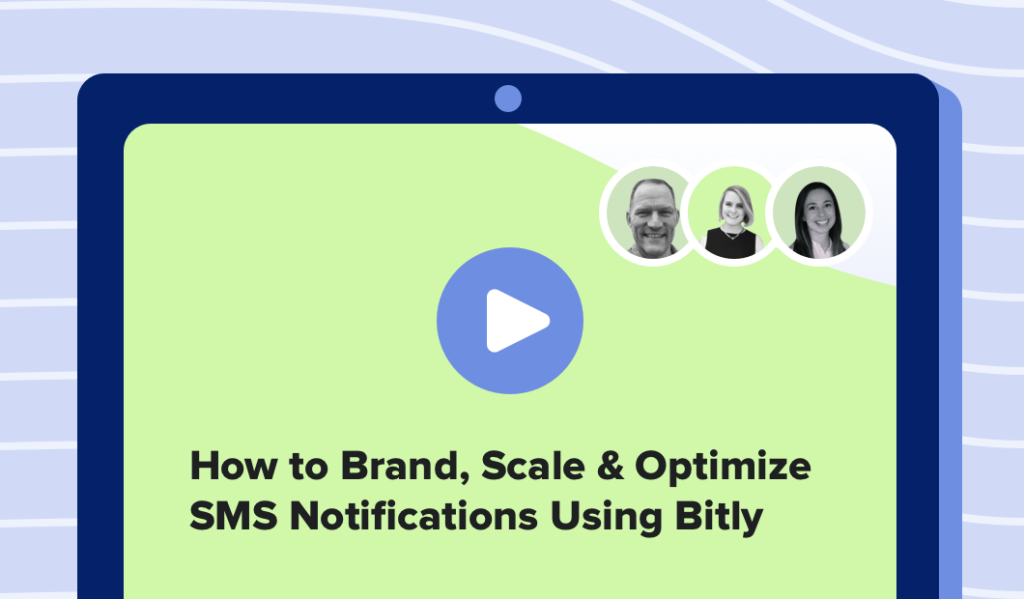 How to Brand, Scale & Optimize
SMS Notifications Using Bitly